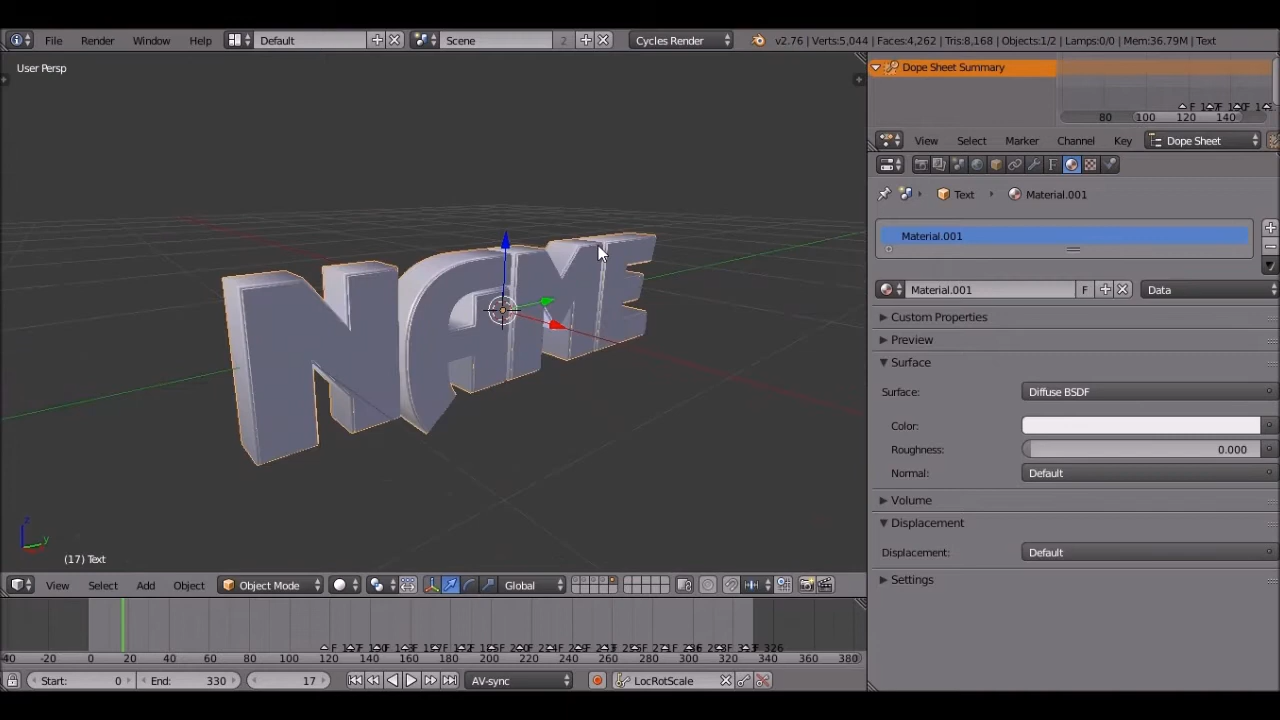 File Render Window Help Default Scene 2 Cycles Render v2.76 | Verts:5,044 | Faces:4,262 | Tris:8,168 | Objects:1/2 | Lamps:0/0 | Mem:36.79M | Text
User Persp
Dope Sheet Summary
80 100 120 140
View Select Marker Channel Key Dope Sheet
Text Material.001
Material.001
Material.001 F Data
Custom Properties
Preview
Surface
Surface: Diffuse BSDF
Color:
Roughness: 0.000
Normal: Default
Volume
Displacement
Displacement: Default
Settings
NAME
z
y
(17) Text
View Select Add Object Object Mode Global
-40 -20 0 20 40 60 80 100 120 140 160 180 200 220 240 260 280 300 320 340 360 380
Start: 0 End: 330 17 AV-sync LocRotScale